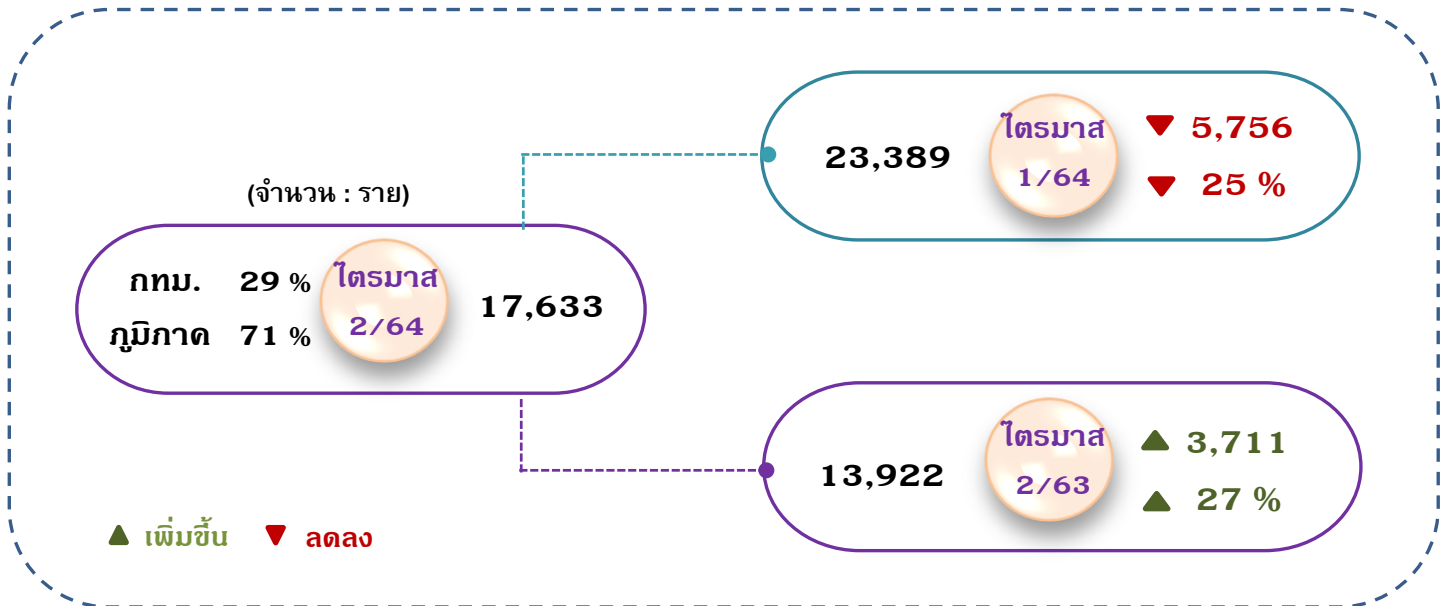 (จำนวน : ราย)
กทม. 29 %
ภูมิภาค 71 %
ไตรมาส
2/64
17,633
23,389
ไตรมาส
1/64
▼ 5,756
▼ 25 %
13,922
ไตรมาส
2/63
▲ 3,711
▲ 27 %
▲ เพิ่มขึ้น ▼ ลดลง